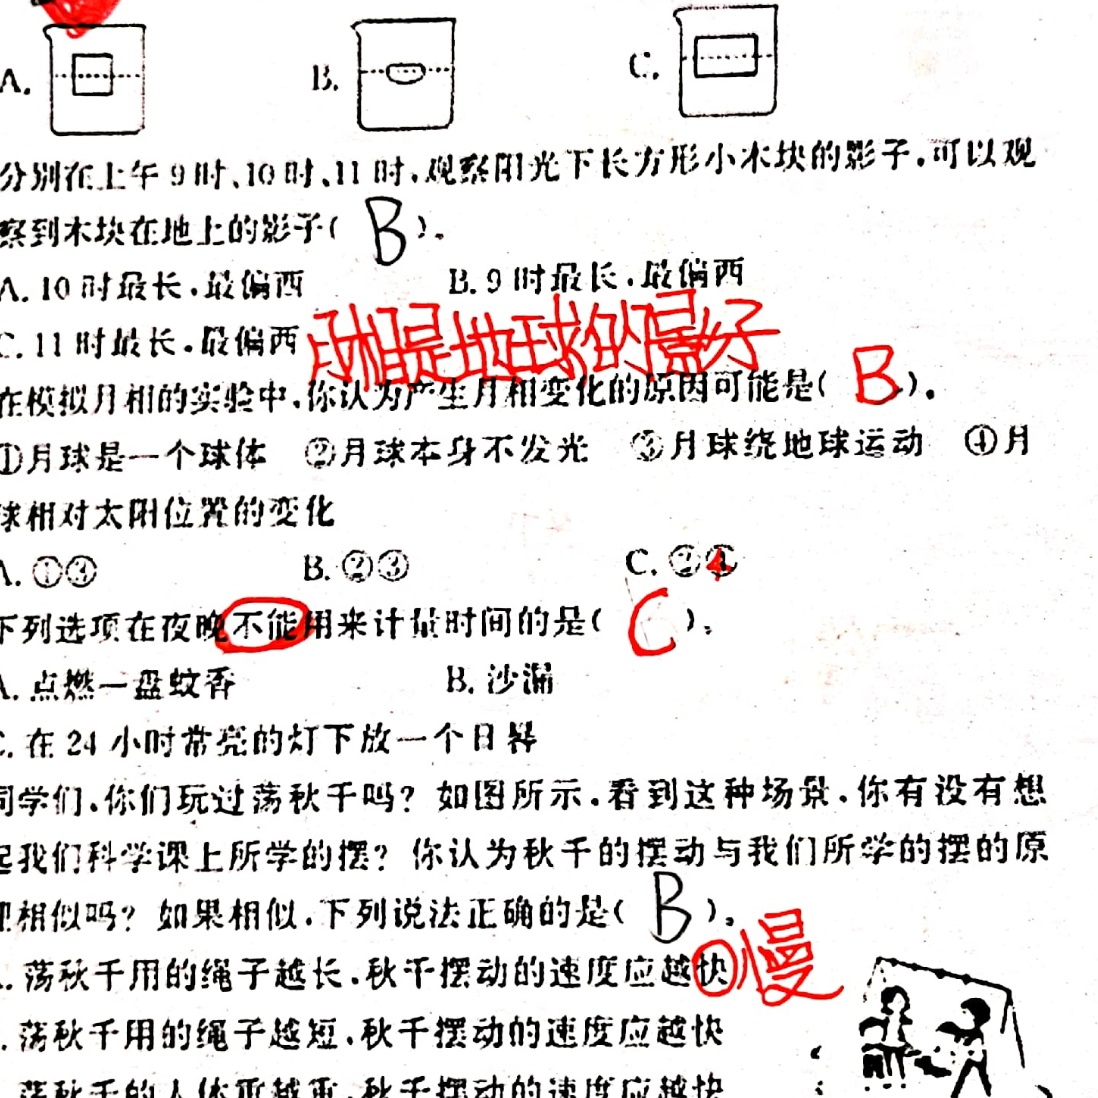 A. B. C.
分别在上午9时、10时、11时,观察阳光下长方形小木块的影子,可以观
察到木块在地上的影子( B )。
A. 10时最长,最偏西 B. 9时最长,最偏西
C. 11时最长,最偏西
月相是地球的影子
在模拟月相的实验中,你认为产生月相变化的原因可能是( B )。
①月球是一个球体 ②月球本身不发光 ③月球绕地球运动 ④月
球相对太阳位置的变化
A. ①③ B. ②③ C. ②④
下列选项在夜晚不能用来计量时间的是( C )。
A. 点燃一盘蚊香 B. 沙漏
C. 在24小时常亮的灯下放一个日晷
同学们,你们玩过荡秋千吗?如图所示,看到这种场景,你有没有想
起我们科学课上所学的摆?你认为秋千的摆动与我们所学的摆的原
理相似吗?如果相似,下列说法正确的是( B )。
慢
. 荡秋千用的绳子越长,秋千摆动的速度应越快
. 荡秋千用的绳子越短,秋千摆动的速度应越快
荡秋千的人体重越重,秋千摆动的速度应越快